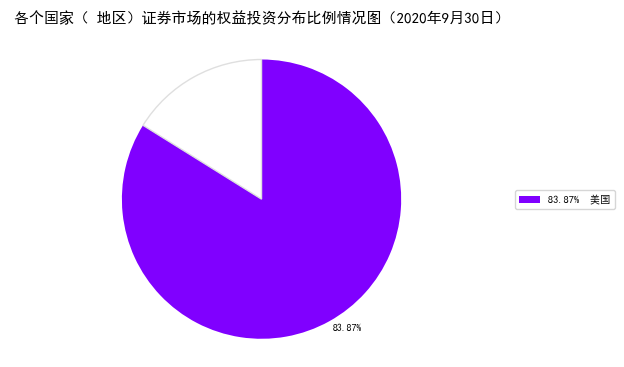 各个国家（ 地区）证券市场的权益投资分布比例情况图（2020年9月30日）
83.87% 美国
83.87%